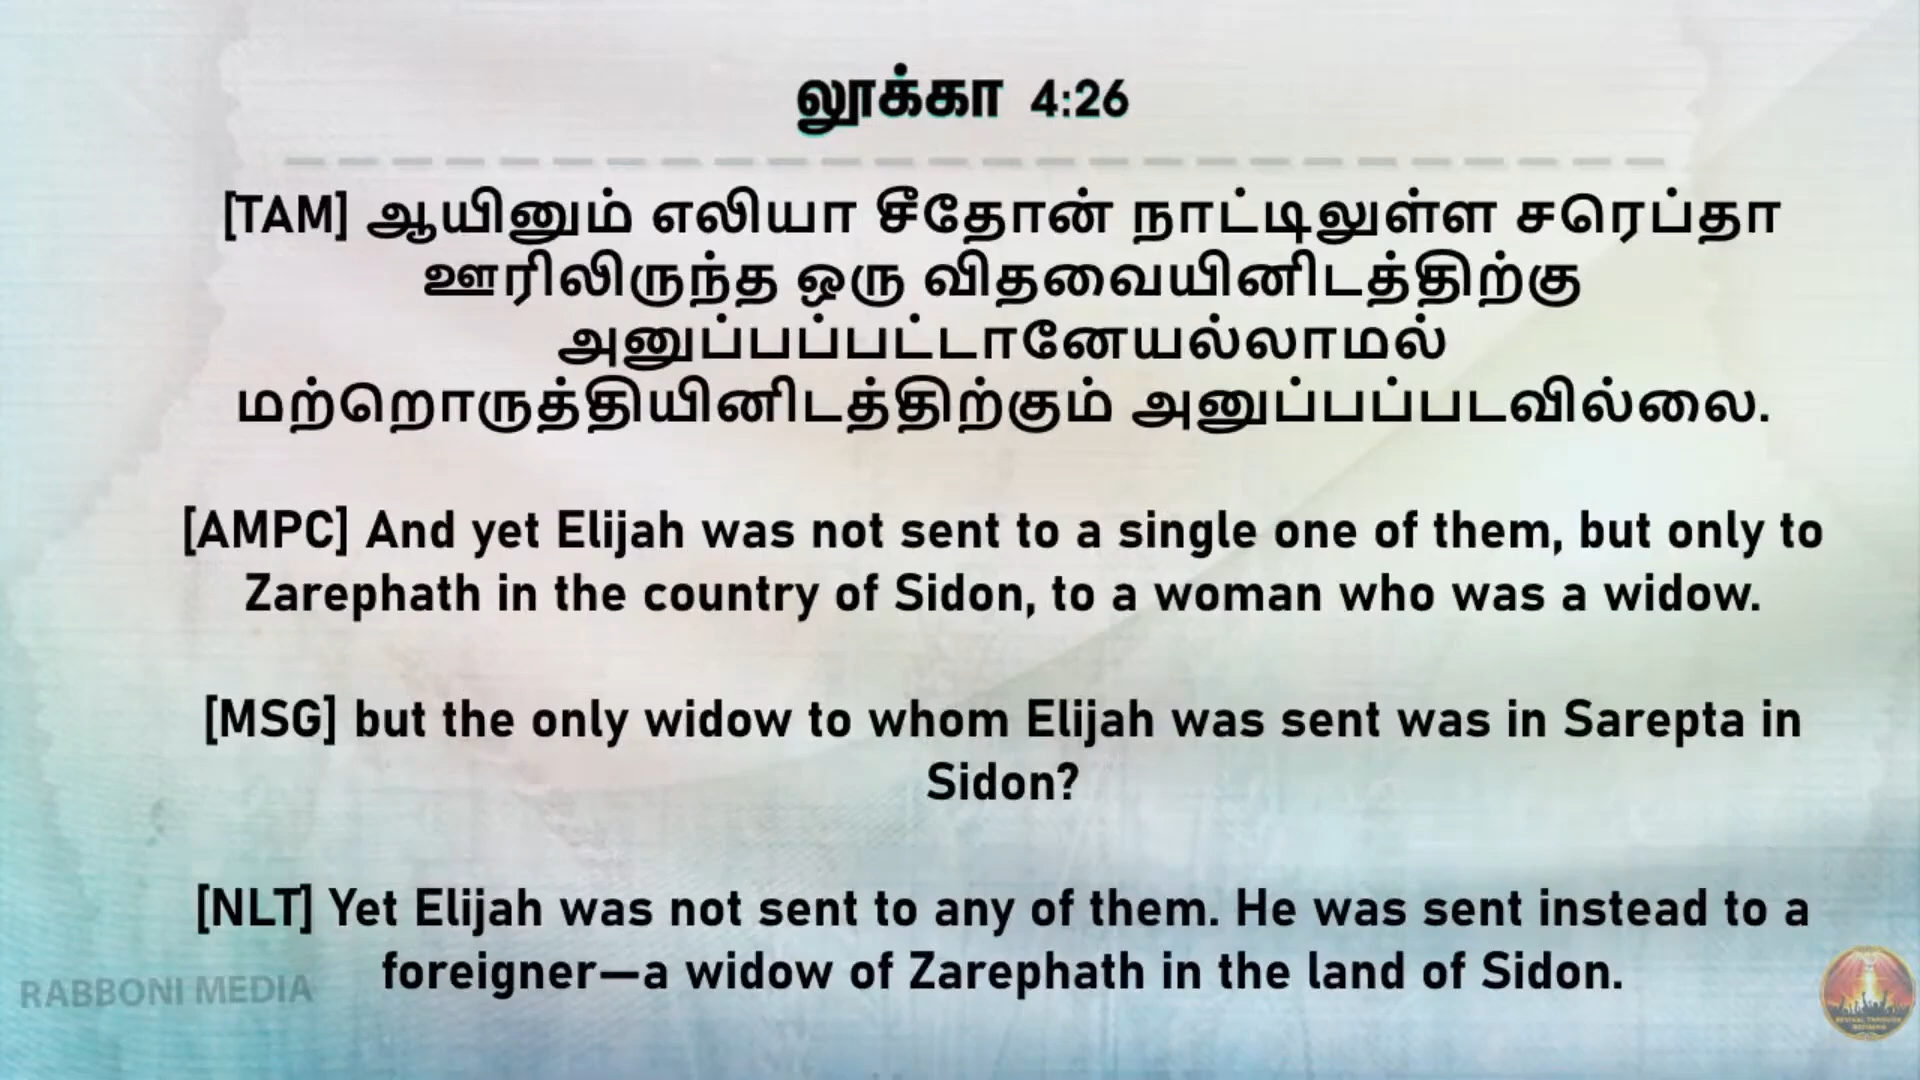 லூக்கா 4:26
[TAM] ஆயினும் எலியா சீதோன் நாட்டிலுள்ள சரெப்தா
ஊரிலிருந்த ஒரு விதவையினிடத்திற்கு
அனுப்பப்பட்டானேயல்லாமல்
மற்றொருத்தியினிடத்திற்கும் அனுப்பப்படவில்லை.
[AMPC] And yet Elijah was not sent to a single one of them, but only to
Zarephath in the country of Sidon, to a woman who was a widow.
[MSG] but the only widow to whom Elijah was sent was in Sarepta in
Sidon?
[NLT] Yet Elijah was not sent to any of them. He was sent instead to a
foreigner—a widow of Zarephath in the land of Sidon.
RABBONI MEDIA